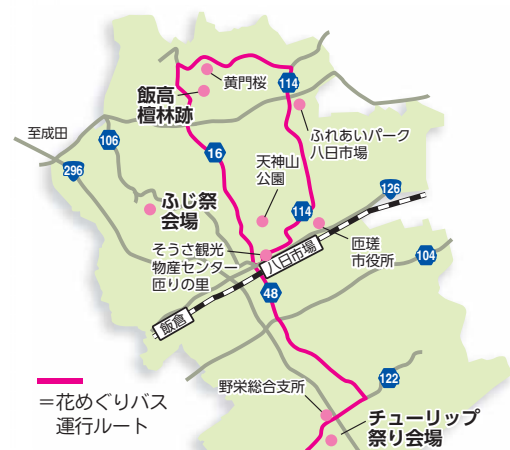 黄門桜
114
飯高
檀林跡
ふれあいパーク
八日市場
至成田
106
16
296
天神山
公園
126
ふじ祭
会場
114
匝瑳
市役所
そうさ観光
物産センター
匝りの里
八日市場
104
48
飯倉
122
野栄総合支所
=花めぐりバス
運行ルート
チューリップ
祭り会場